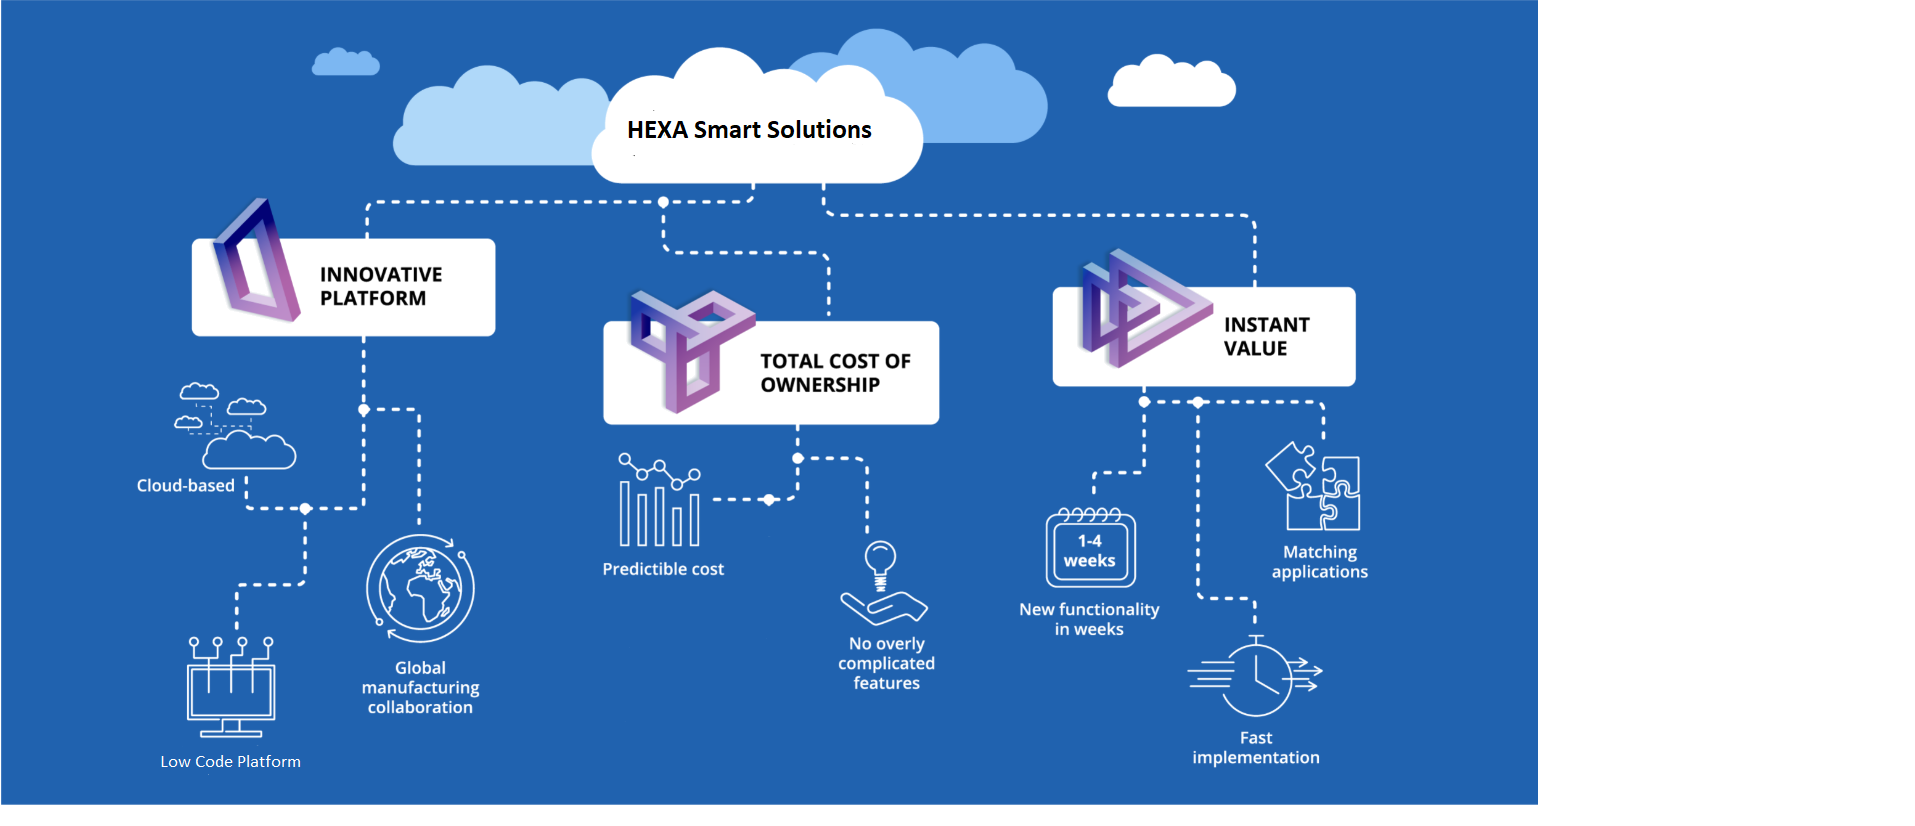 HEXA Smart Solutions
INNOVATIVE
PLATFORM
TOTAL COST OF
OWNERSHIP
INSTANT
VALUE
Cloud-based
Low Code Platform
Global
manufacturing
collaboration
Predictible cost
No overly
complicated
features
1-4
weeks
New functionality
in weeks
Matching
applications
Fast
implementation